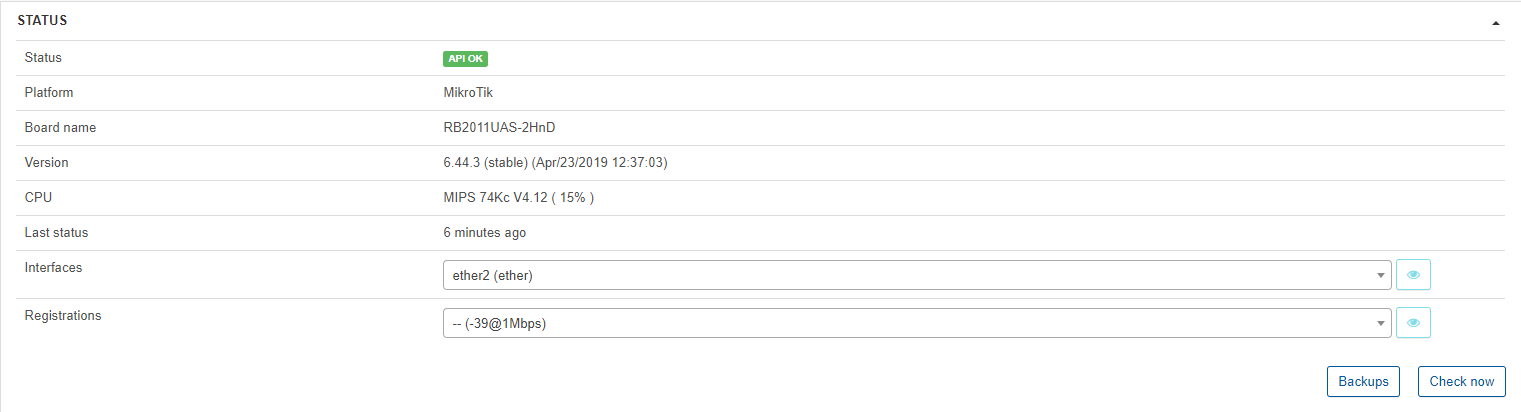 STATUS
Status API OK
Platform MikroTik
Board name RB2011UAS-2HnD
Version 6.44.3 (stable) (Apr/23/2019 12:37:03)
CPU MIPS 74Kc V4.12 ( 15% )
Last status 6 minutes ago
Interfaces ether2 (ether)
Registrations -- (-39@1Mbps)
Backups Check now